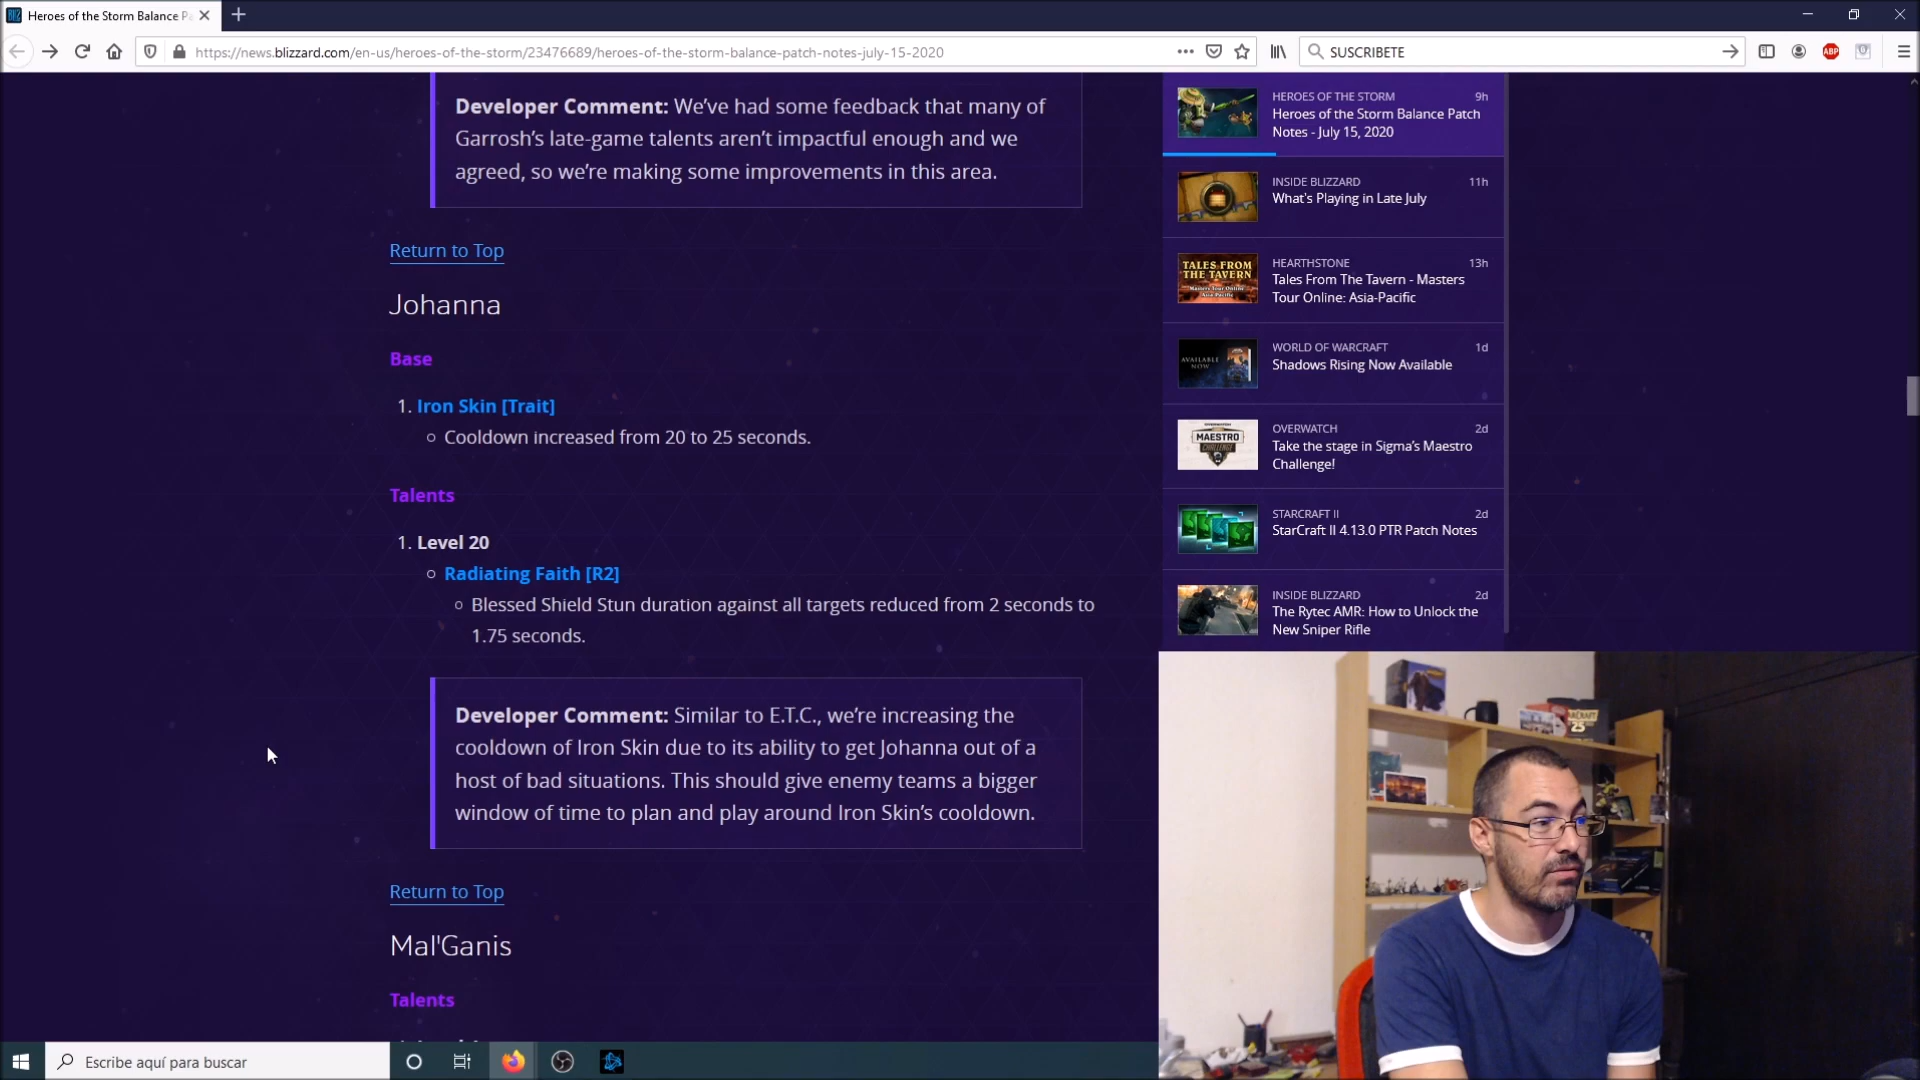 Heroes of the Storm Balance Pa
https://news.blizzard.com/en-us/heroes-of-the-storm/23476689/heroes-of-the-storm-balance-patch-notes-july-15-2020
SUSCRIBETE
ABP
Developer Comment: We’ve had some feedback that many of
Garrosh’s late-game talents aren’t impactful enough and we
agreed, so we’re making some improvements in this area.
Return to Top
Johanna
Base
1. Iron Skin [Trait]
Cooldown increased from 20 to 25 seconds.
Talents
1. Level 20
Radiating Faith [R2]
Blessed Shield Stun duration against all targets reduced from 2 seconds to
1.75 seconds.
Developer Comment: Similar to E.T.C., we’re increasing the
cooldown of Iron Skin due to its ability to get Johanna out of a
host of bad situations. This should give enemy teams a bigger
window of time to plan and play around Iron Skin’s cooldown.
Return to Top
Mal'Ganis
Talents
HEROES OF THE STORM 9h
Heroes of the Storm Balance Patch
Notes - July 15, 2020
INSIDE BLIZZARD 11h
What's Playing in Late July
TALES FROM
THE TAVERN
Masters Tour Online:
Asia-Pacific
HEARTHSTONE 13h
Tales From The Tavern - Masters
Tour Online: Asia-Pacific
AVAILABLE
NOW
WORLD OF WARCRAFT 1d
Shadows Rising Now Available
MAESTRO
CHALLENGE
OVERWATCH 2d
Take the stage in Sigma’s Maestro
Challenge!
STARCRAFT II 2d
StarCraft II 4.13.0 PTR Patch Notes
INSIDE BLIZZARD 2d
The Rytec AMR: How to Unlock the
New Sniper Rifle
Escribe aquí para buscar